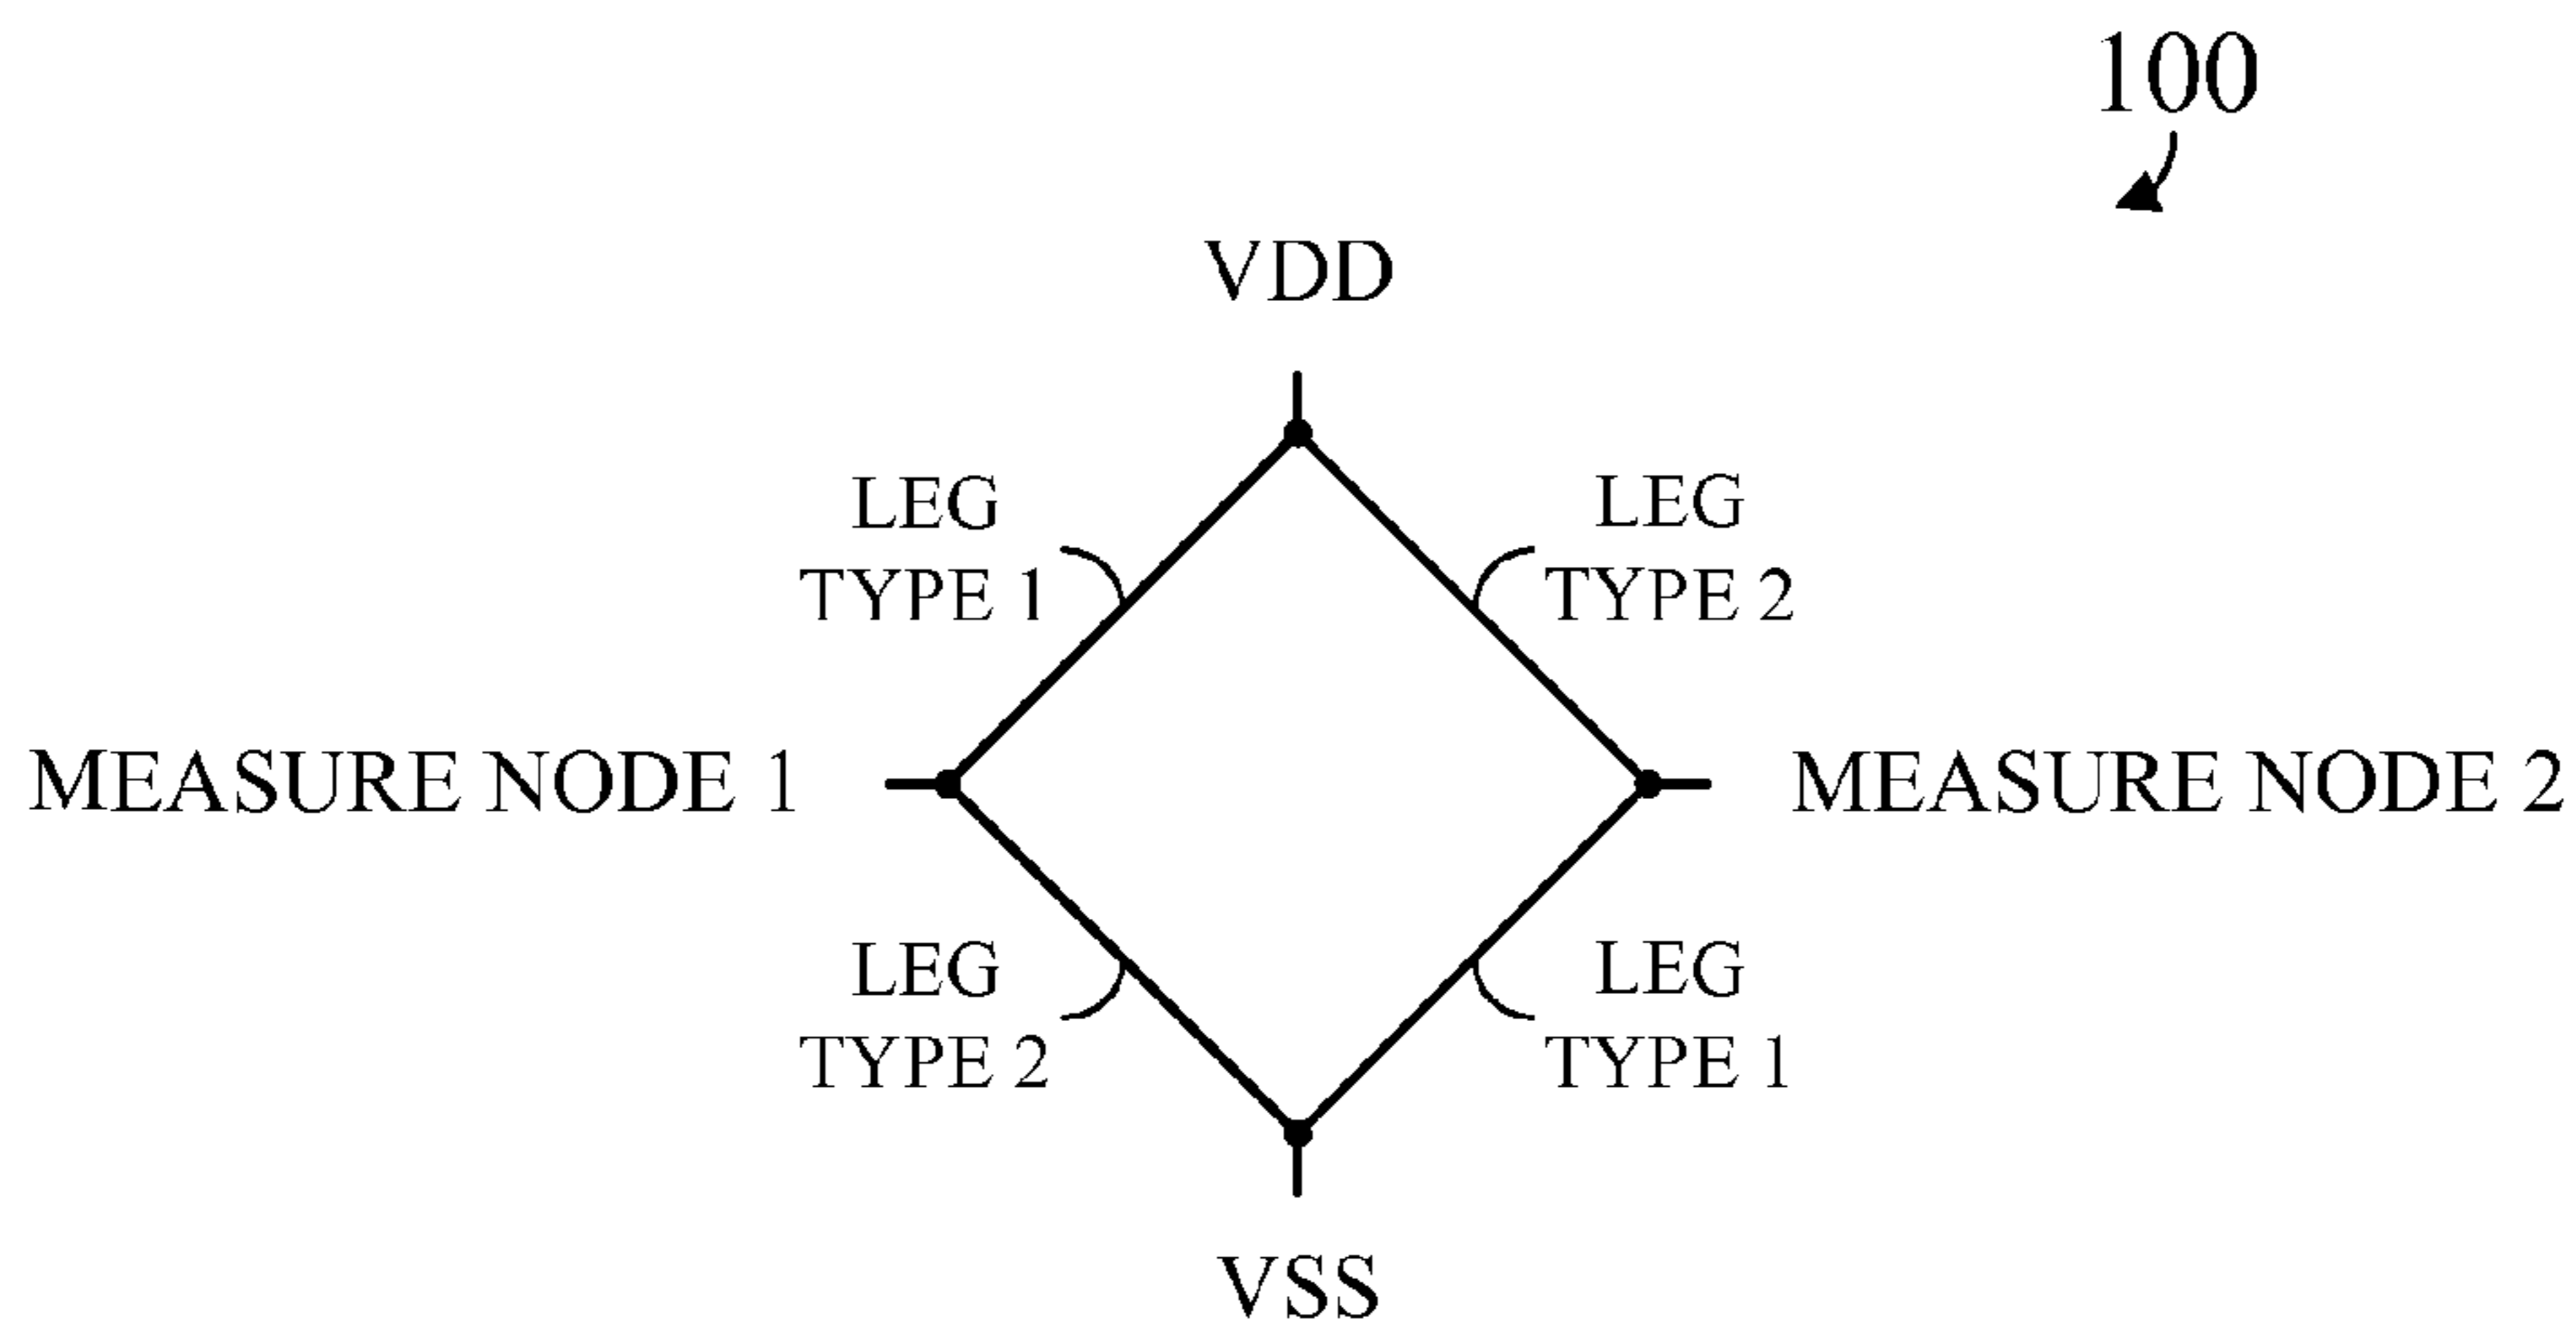 100
VDD
LEG
TYPE 1
LEG
TYPE 2
MEASURE NODE 1
MEASURE NODE 2
LEG
TYPE 2
LEG
TYPE 1
VSS